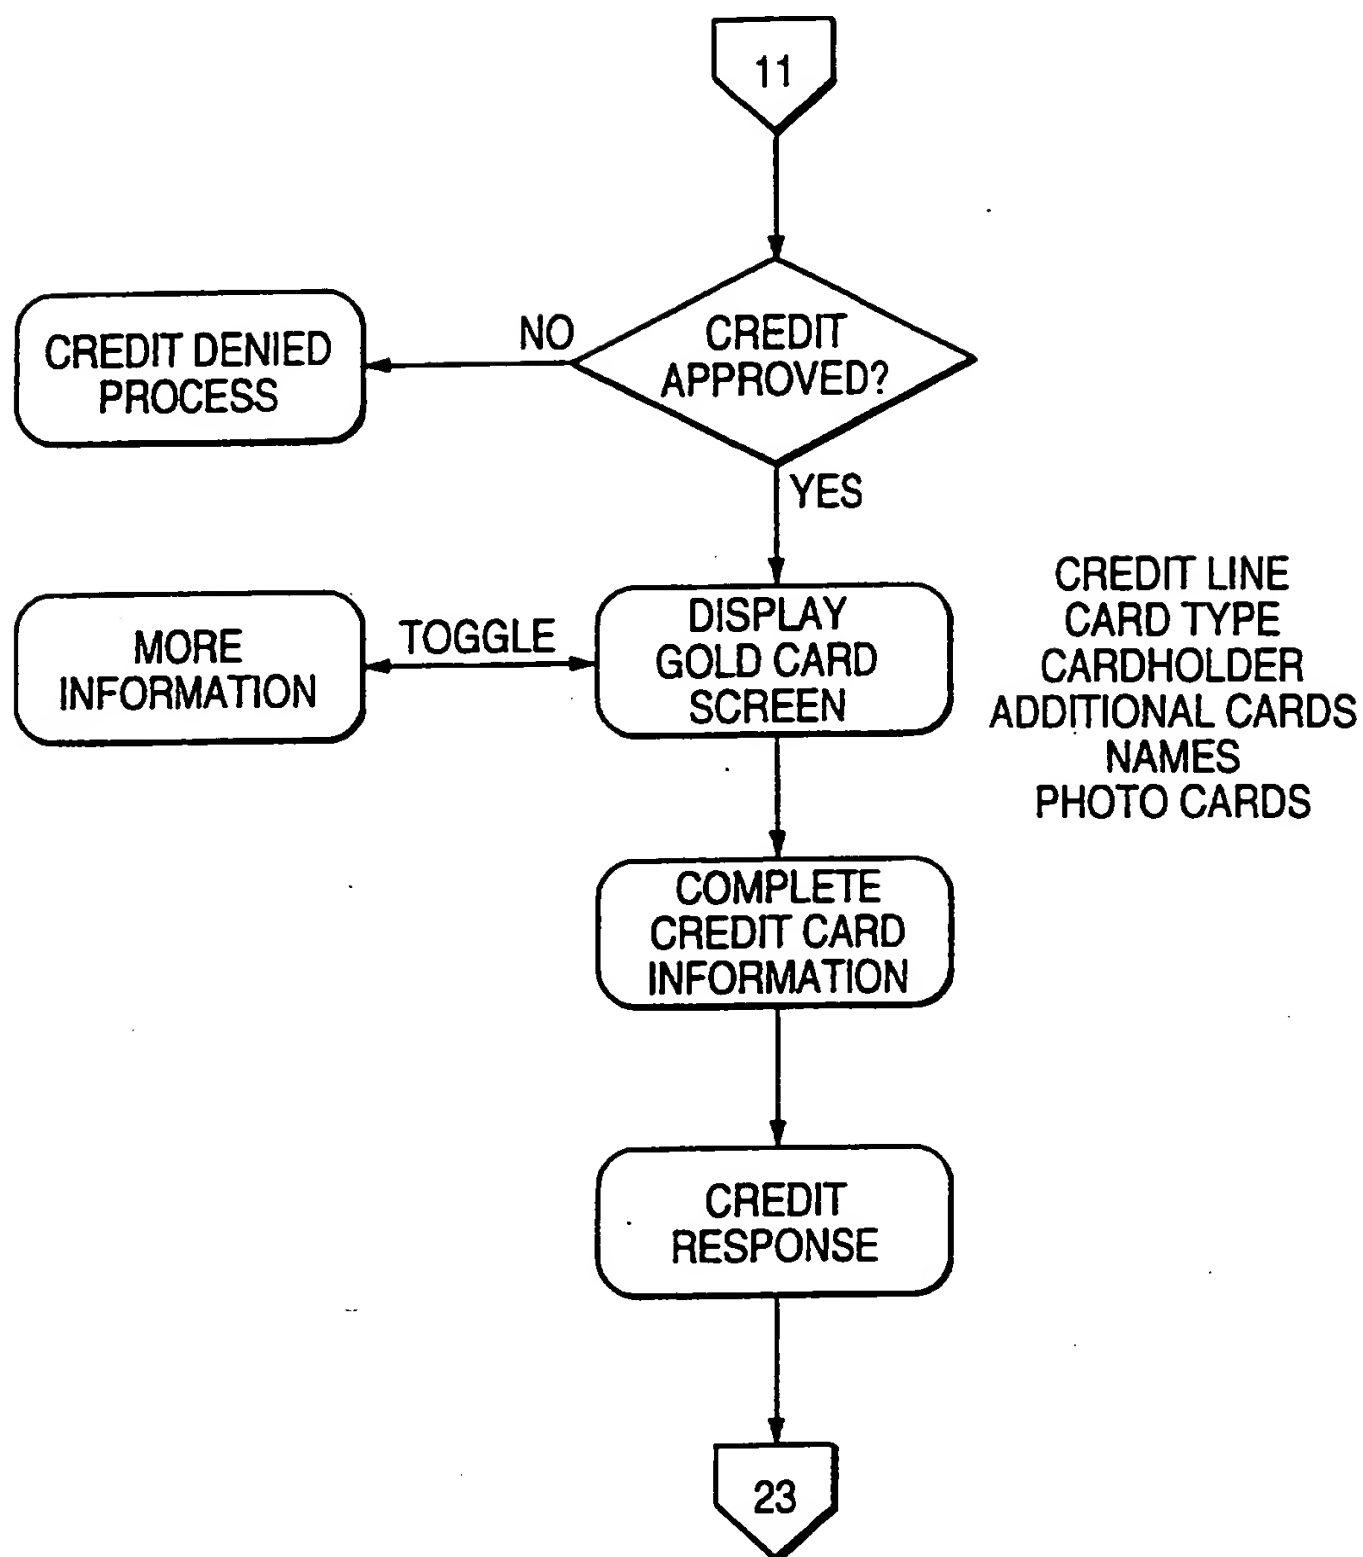 11
CREDIT
APPROVED?
NO
CREDIT DENIED
PROCESS
YES
DISPLAY
GOLD CARD
SCREEN
TOGGLE
MORE
INFORMATION
CREDIT LINE
CARD TYPE
CARDHOLDER
ADDITIONAL CARDS
NAMES
PHOTO CARDS
COMPLETE
CREDIT CARD
INFORMATION
CREDIT
RESPONSE
23